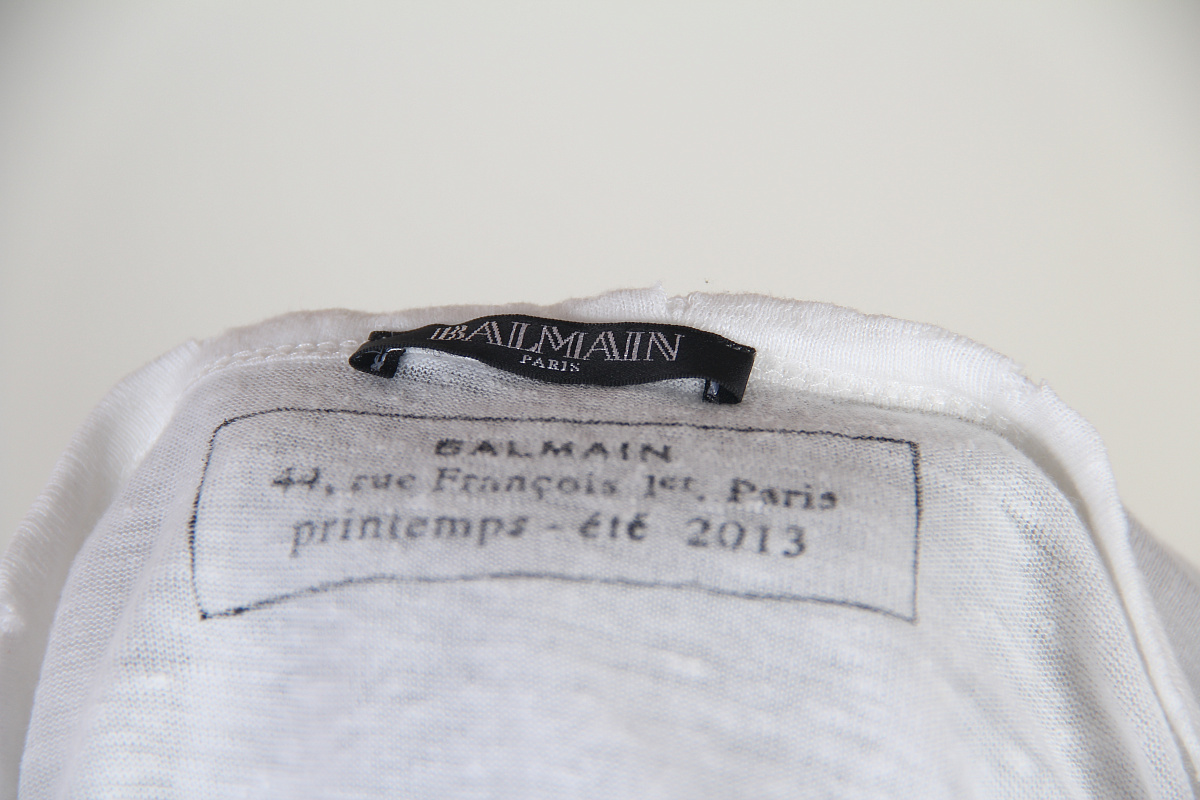 BALMAIN
PARIS
BALMAIN
44, rue François 1er. Paris
printemps - été 2013